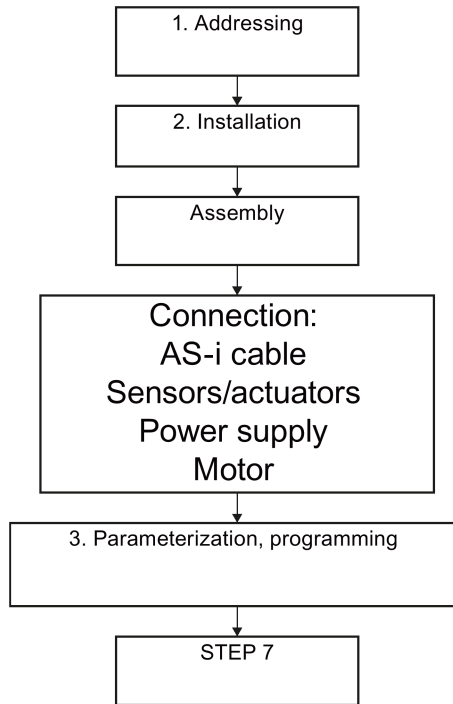 1. Addressing
2. Installation
Assembly
Connection:
AS-i cable
Sensors/actuators
Power supply
Motor
3. Parameterization, programming
STEP 7